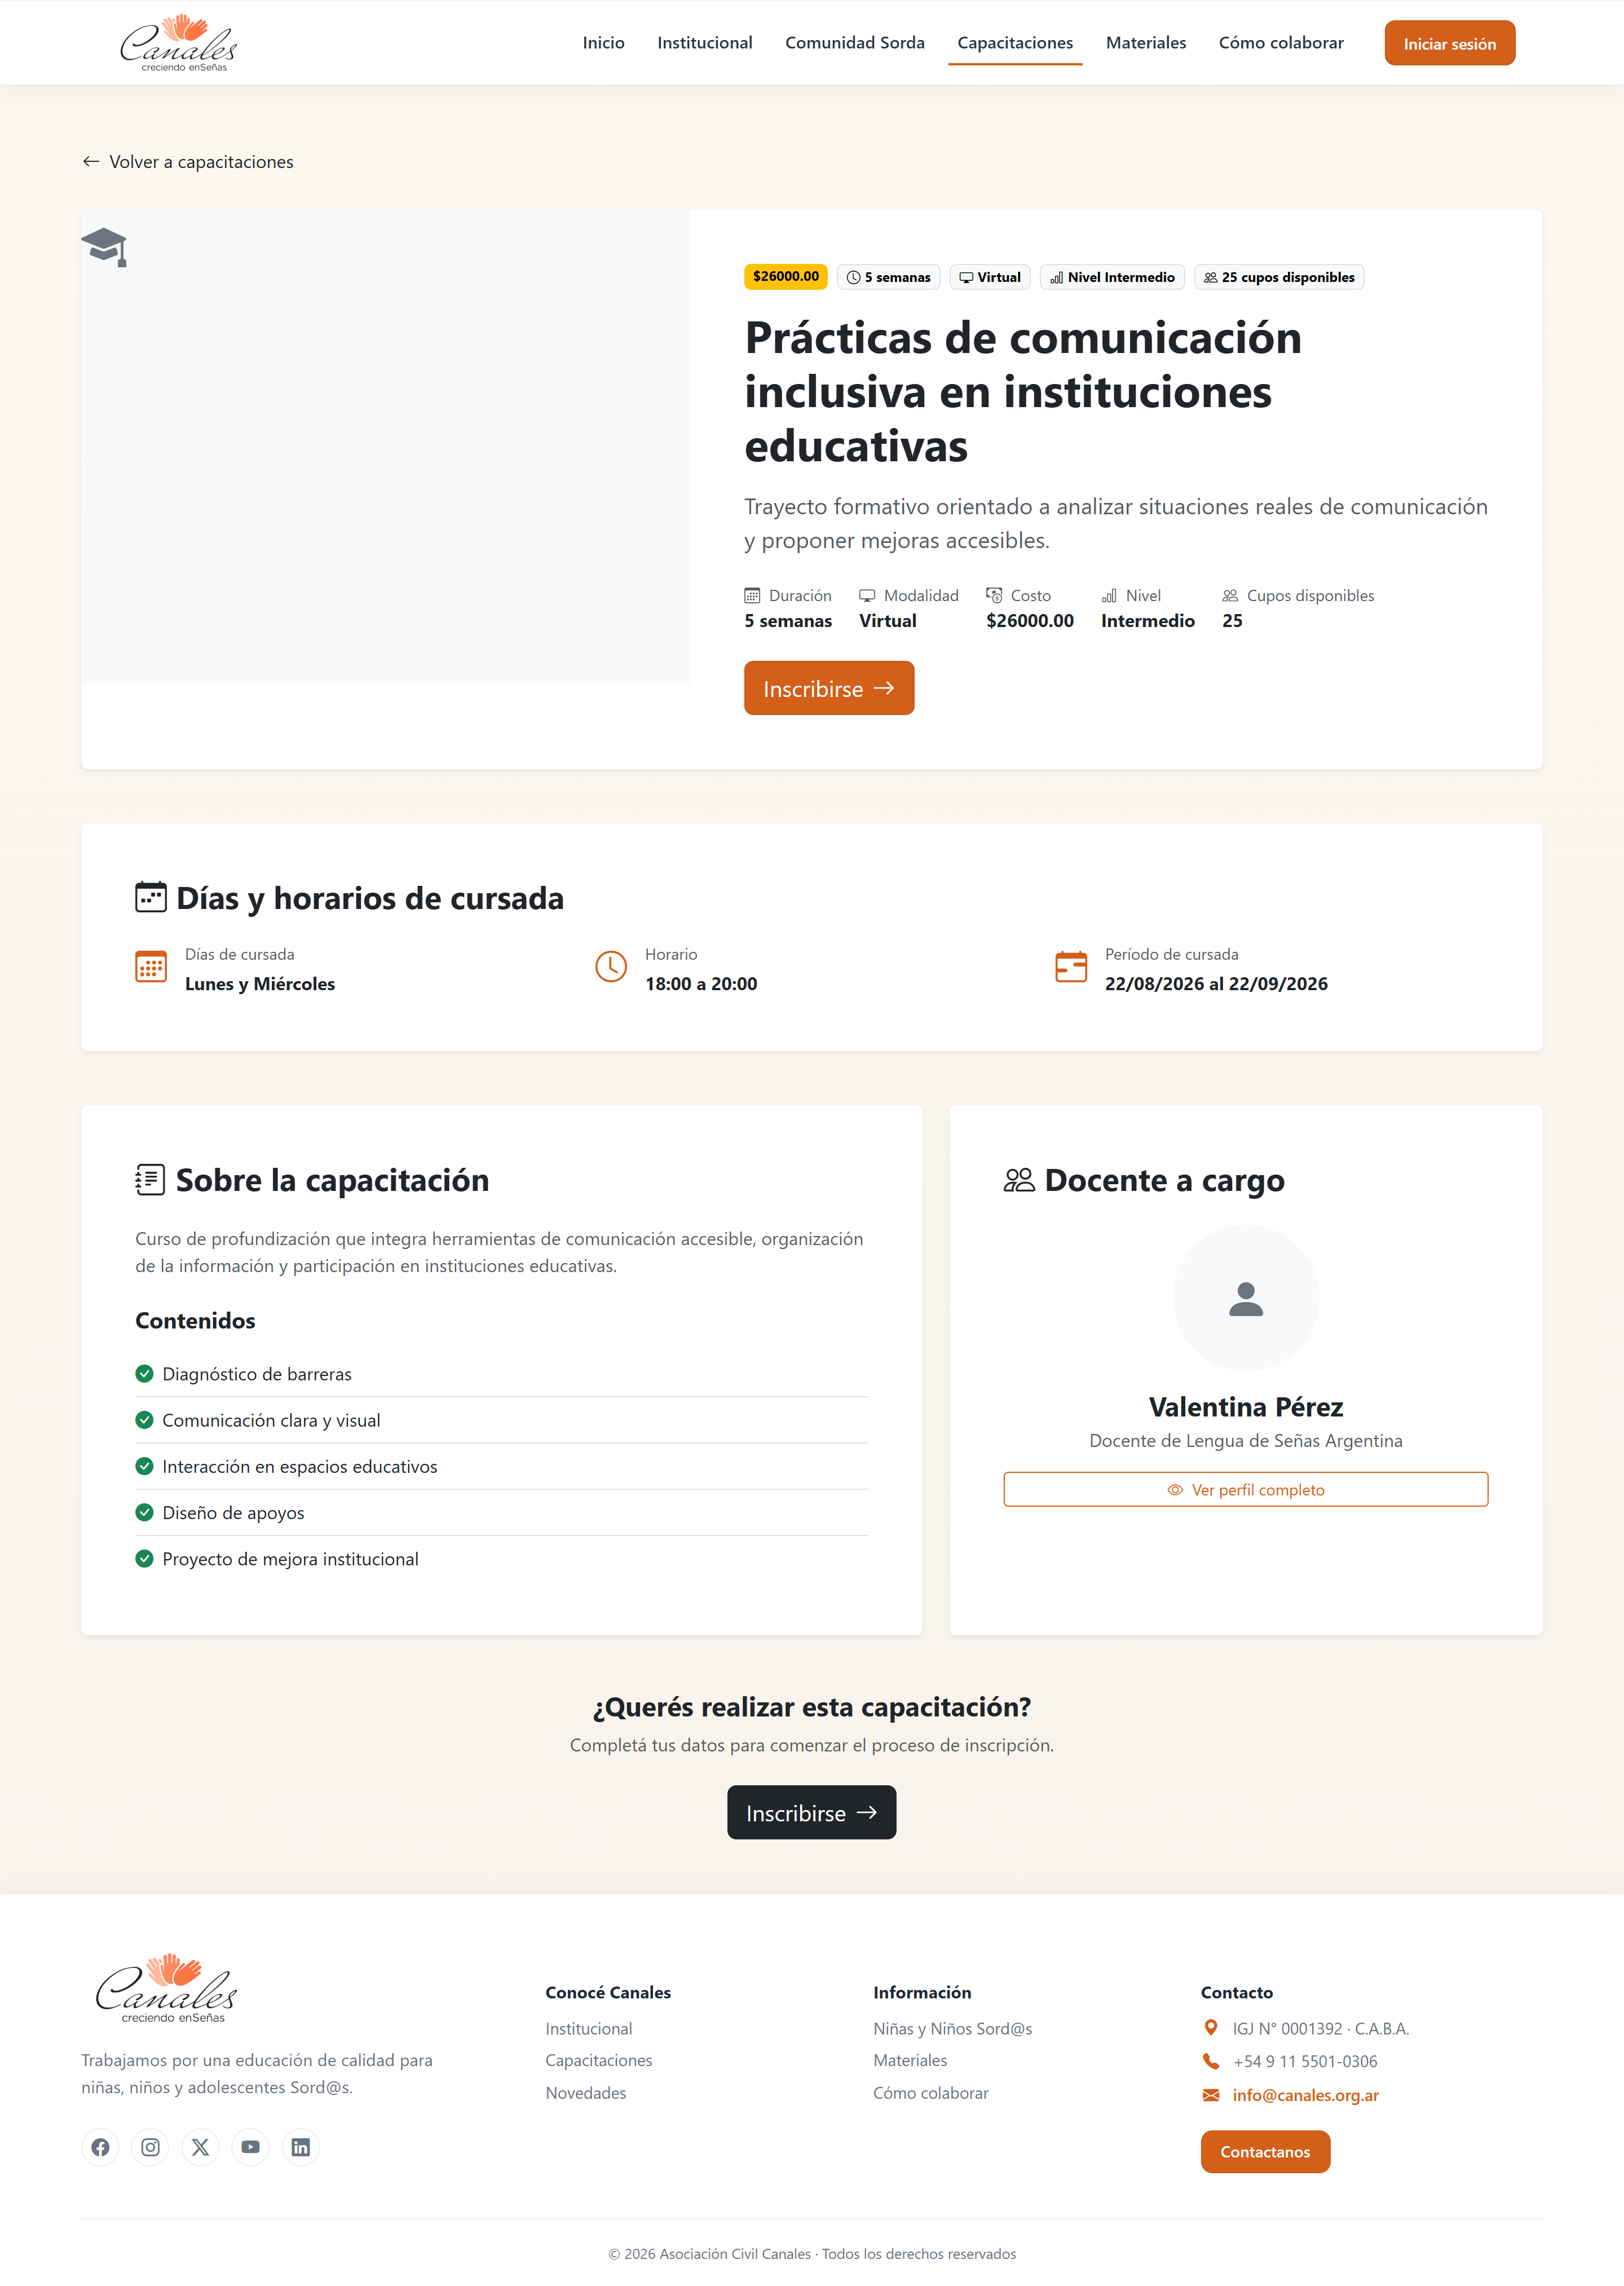 Canales
creciendo enSeñas
Inicio
Institucional
Comunidad Sorda
Capacitaciones
Materiales
Cómo colaborar
Iniciar sesión
Volver a capacitaciones
$26000.00
5 semanas
Virtual
Nivel Intermedio
25 cupos disponibles
Prácticas de comunicación
inclusiva en instituciones
educativas
Trayecto formativo orientado a analizar situaciones reales de comunicación
y proponer mejoras accesibles.
Duración
5 semanas
Modalidad
Virtual
Costo
$26000.00
Nivel
Intermedio
Cupos disponibles
25
Inscribirse
Días y horarios de cursada
Días de cursada
Lunes y Miércoles
Horario
18:00 a 20:00
Período de cursada
22/08/2026 al 22/09/2026
Sobre la capacitación
Curso de profundización que integra herramientas de comunicación accesible, organización
de la información y participación en instituciones educativas.
Contenidos
Diagnóstico de barreras
Comunicación clara y visual
Interacción en espacios educativos
Diseño de apoyos
Proyecto de mejora institucional
Docente a cargo
Valentina Pérez
Docente de Lengua de Señas Argentina
Ver perfil completo
¿Querés realizar esta capacitación?
Completá tus datos para comenzar el proceso de inscripción.
Inscribirse
Canales
creciendo enSeñas
Trabajamos por una educación de calidad para
niñas, niños y adolescentes Sord@s.
Conocé Canales
Institucional
Capacitaciones
Novedades
Información
Niñas y Niños Sord@s
Materiales
Cómo colaborar
Contacto
IGJ N° 0001392 · C.A.B.A.
+54 9 11 5501-0306
info@canales.org.ar
Contactanos
© 2026 Asociación Civil Canales · Todos los derechos reservados